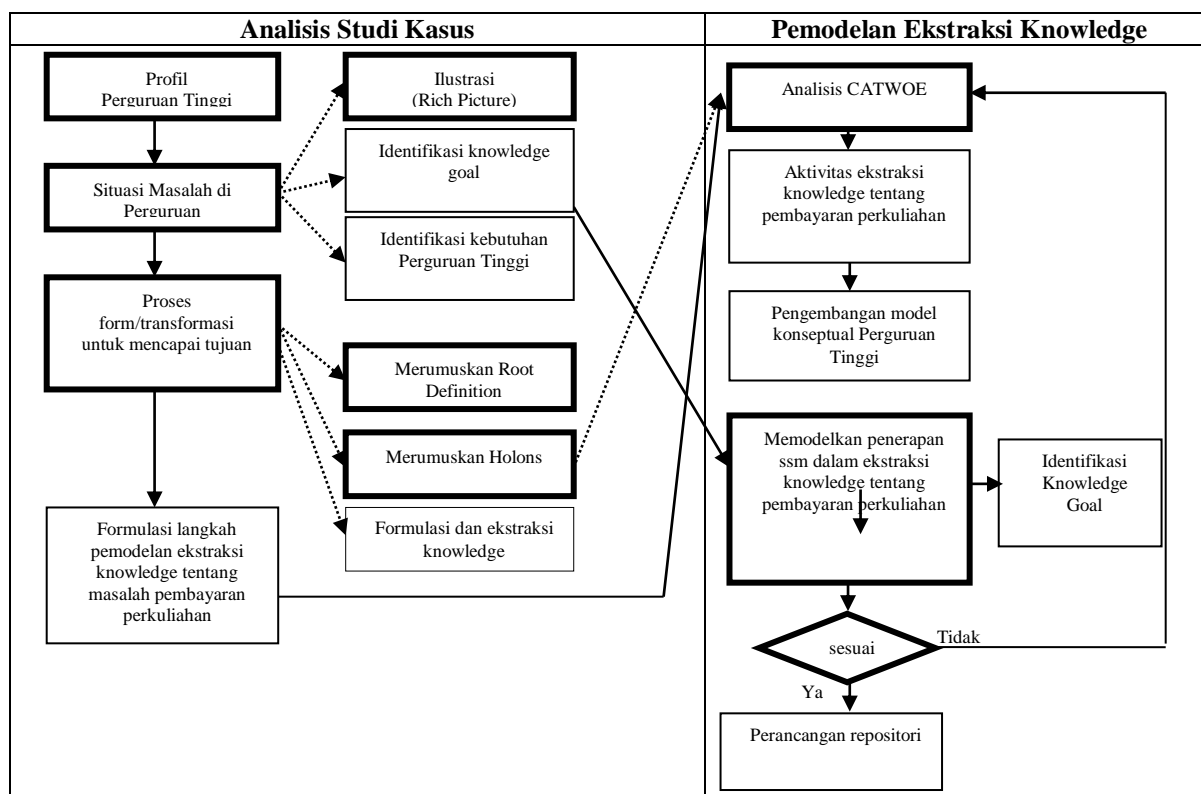 Analisis Studi Kasus
Pemodelan Ekstraksi Knowledge
Profil
Perguruan Tinggi
Situasi Masalah di
Perguruan
Proses
form/transformasi
untuk mencapai tujuan
Formulasi langkah
pemodelan ekstraksi
knowledge tentang
masalah pembayaran
perkuliahan
Ilustrasi
(Rich Picture)
Identifikasi knowledge
goal
Identifikasi kebutuhan
Perguruan Tinggi
Merumuskan Root
Definition
Merumuskan Holons
Formulasi dan ekstraksi
knowledge
Analisis CATWOE
Aktivitas ekstraksi
knowledge tentang
pembayaran perkuliahan
Pengembangan model
konseptual Perguruan
Tinggi
Memodelkan penerapan
ssm dalam ekstraksi
knowledge tentang
pembayaran perkuliahan
Identifikasi
Knowledge
Goal
sesuai
Tidak
Ya
Perancangan repositori